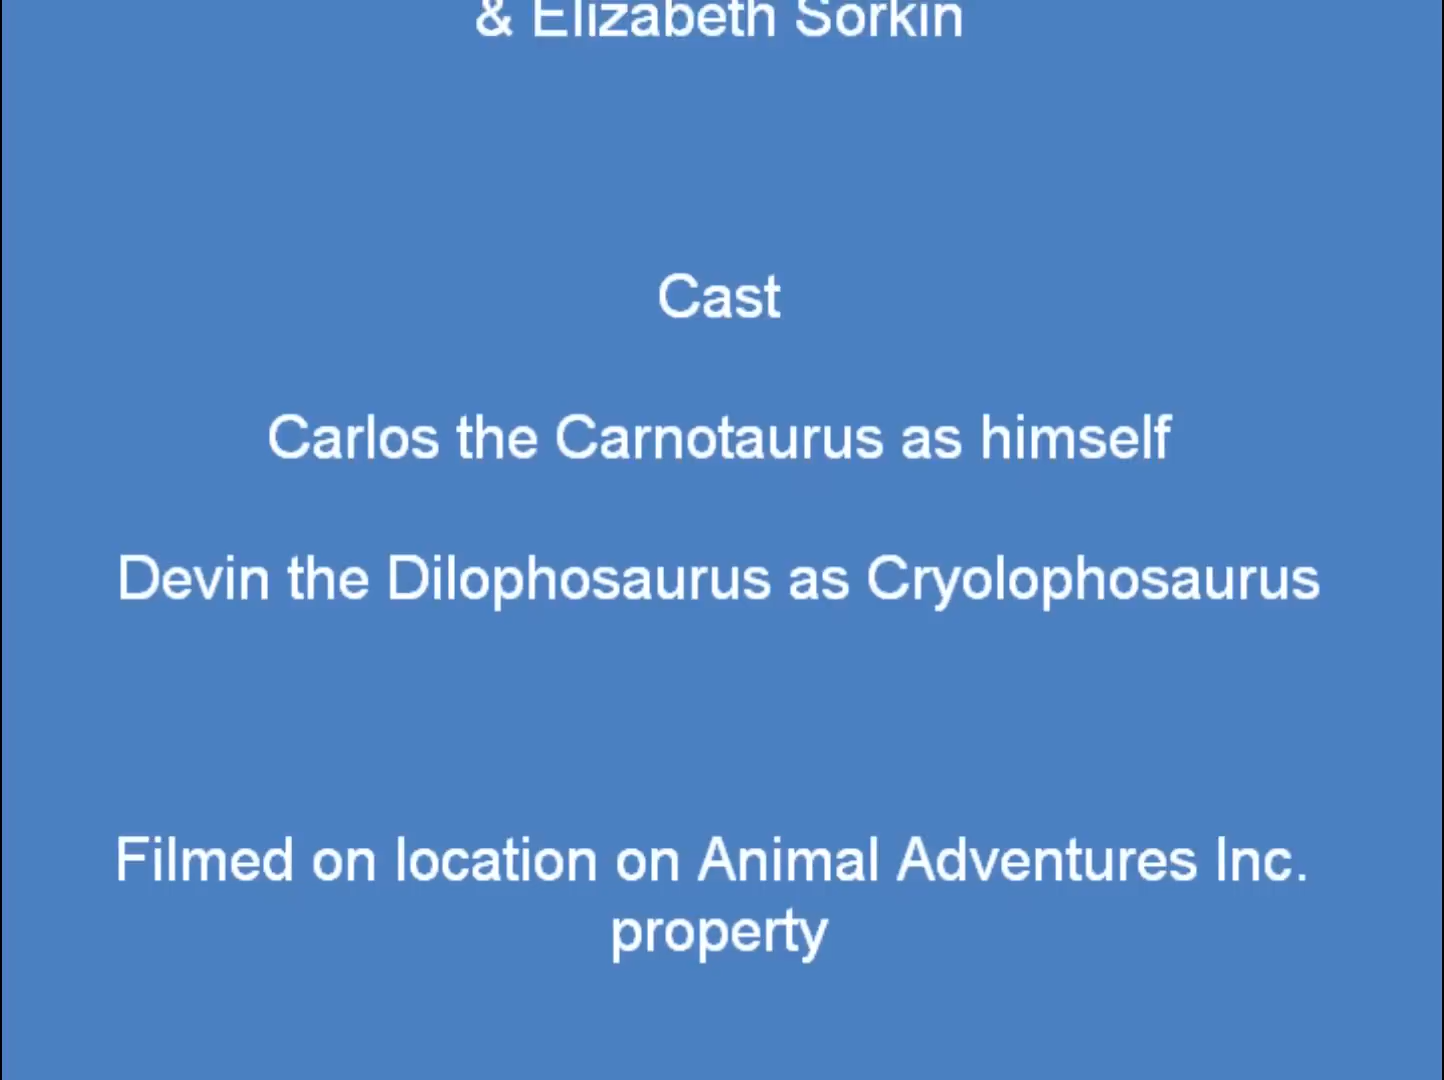 & Elizabeth Sorkin
Cast
Carlos the Carnotaurus as himself
Devin the Dilophosaurus as Cryolophosaurus
Filmed on location on Animal Adventures Inc.
property